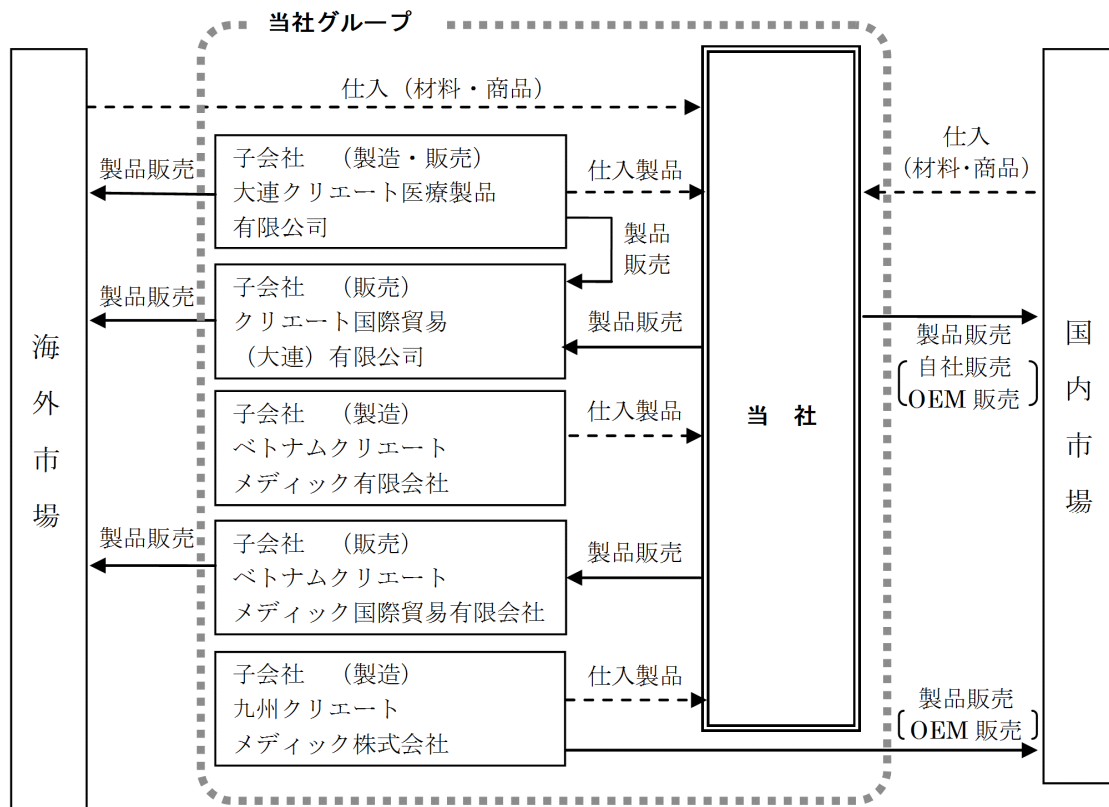 当社グループ
海外市場
仕入（材料・商品）
製品販売
子会社　（製造・販売）
大連クリエート医療製品
有限公司
仕入製品
製品
販売
製品販売
子会社　（販売）
クリエート国際貿易
（大連）有限公司
製品販売
子会社　（製造）
ベトナムクリエート
メディック有限会社
仕入製品
製品販売
子会社　（販売）
ベトナムクリエート
メディック国際貿易有限会社
製品販売
子会社　（製造）
九州クリエート
メディック株式会社
仕入製品
当　社
仕入
（材料・商品）
製品販売
自社販売
OEM 販売
製品販売
OEM 販売
国内市場